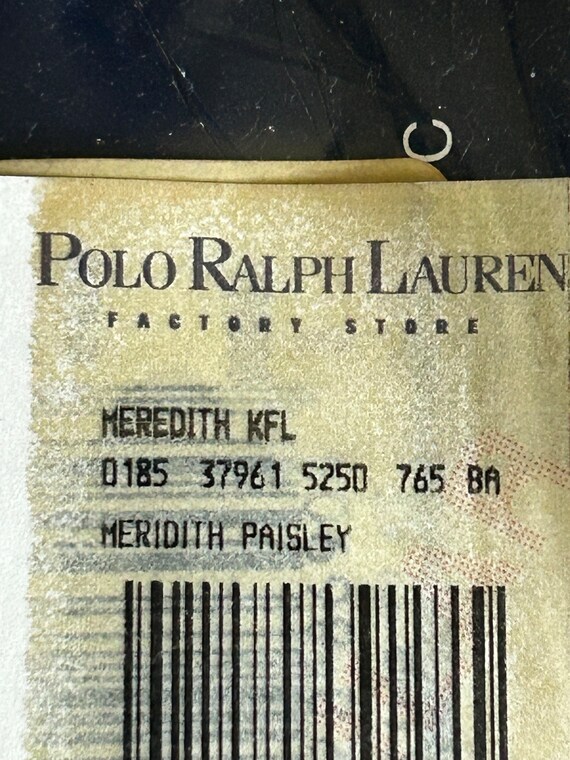 C
POLO RALPH LAUREN
FACTORY STORE
MEREDITH KFL
0185 37961 5250 765 BA
MERIDITH PAISLEY